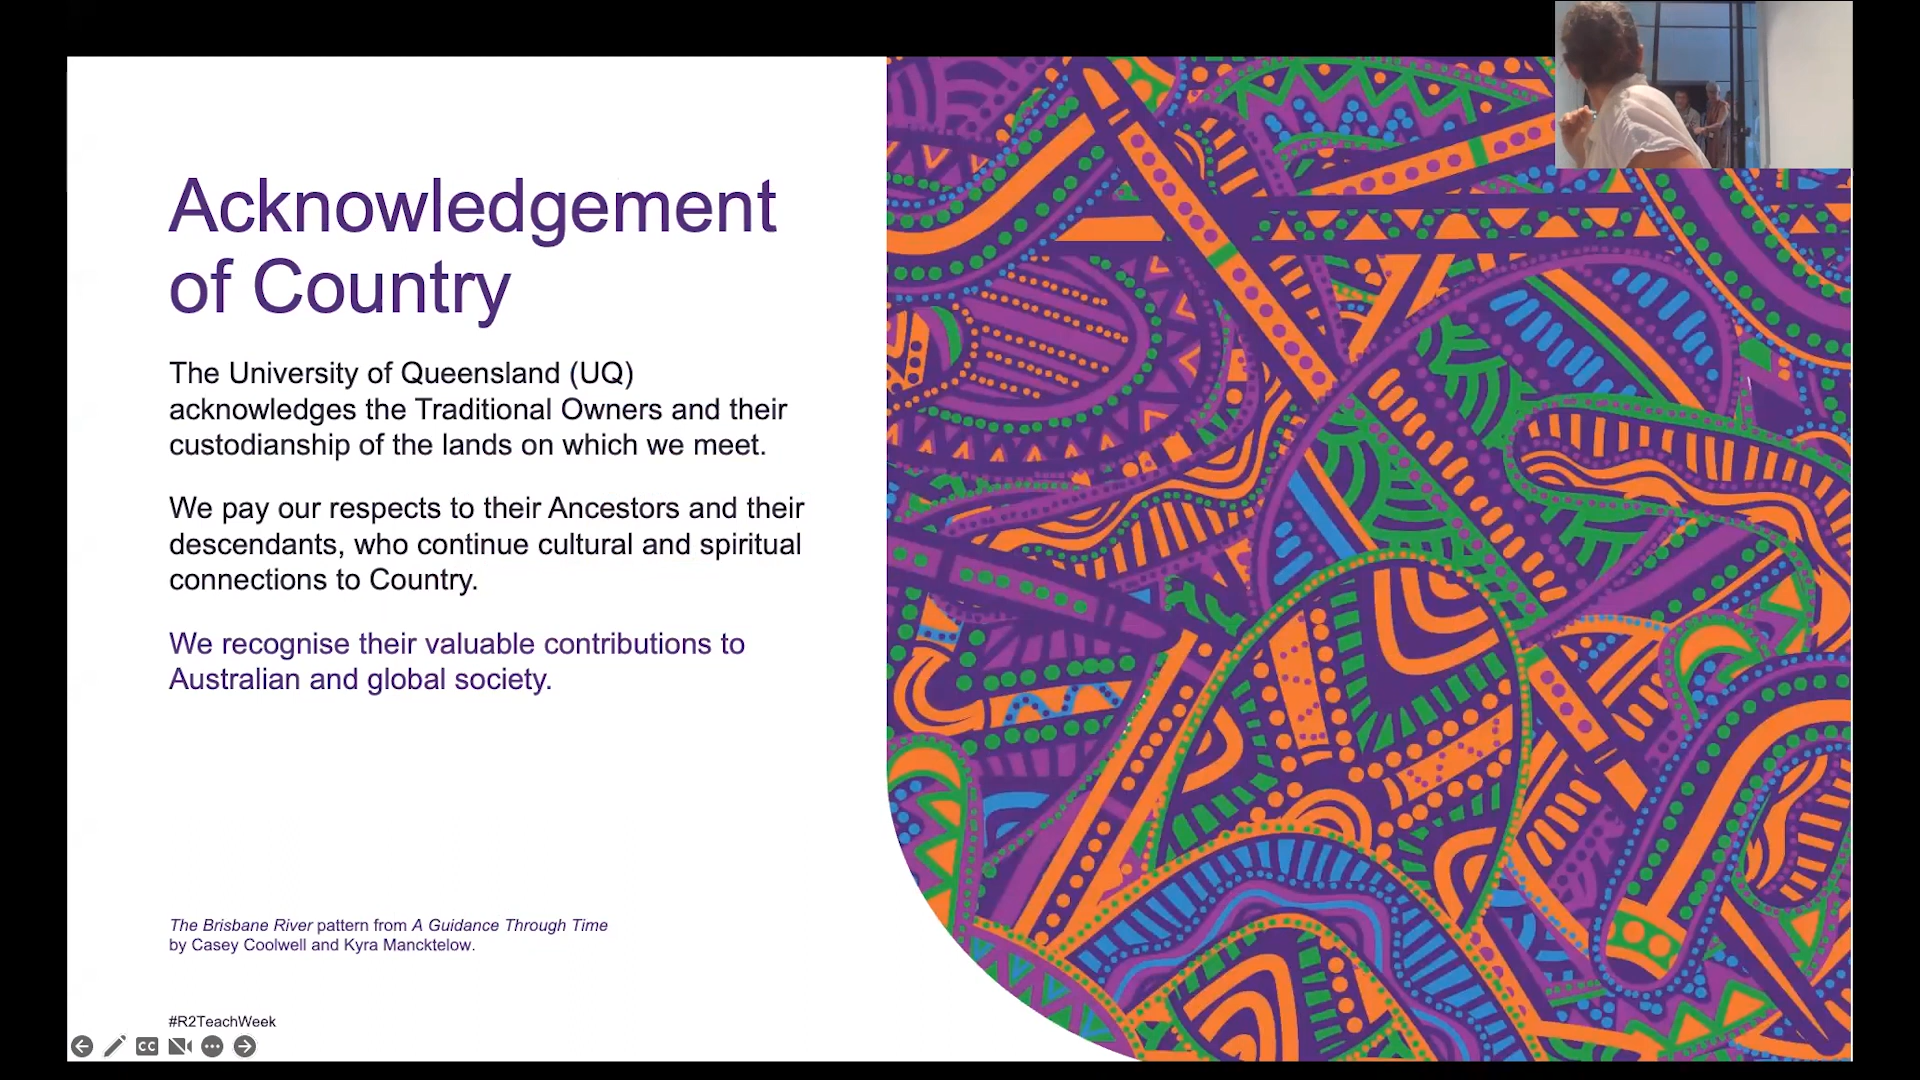 Acknowledgement
of Country
The University of Queensland (UQ)
acknowledges the Traditional Owners and their
custodianship of the lands on which we meet.
We pay our respects to their Ancestors and their
descendants, who continue cultural and spiritual
connections to Country.
We recognise their valuable contributions to
Australian and global society.
The Brisbane River pattern from A Guidance Through Time
by Casey Coolwell and Kyra Mancktelow.
#R2TeachWeek
CC